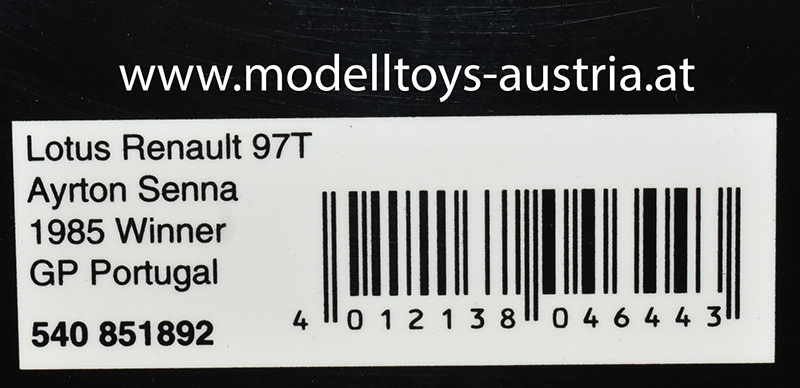 www.modelltoys-austria.at
Lotus Renault 97T
Ayrton Senna
1985 Winner
GP Portugal
540 851892
4 012138 046443